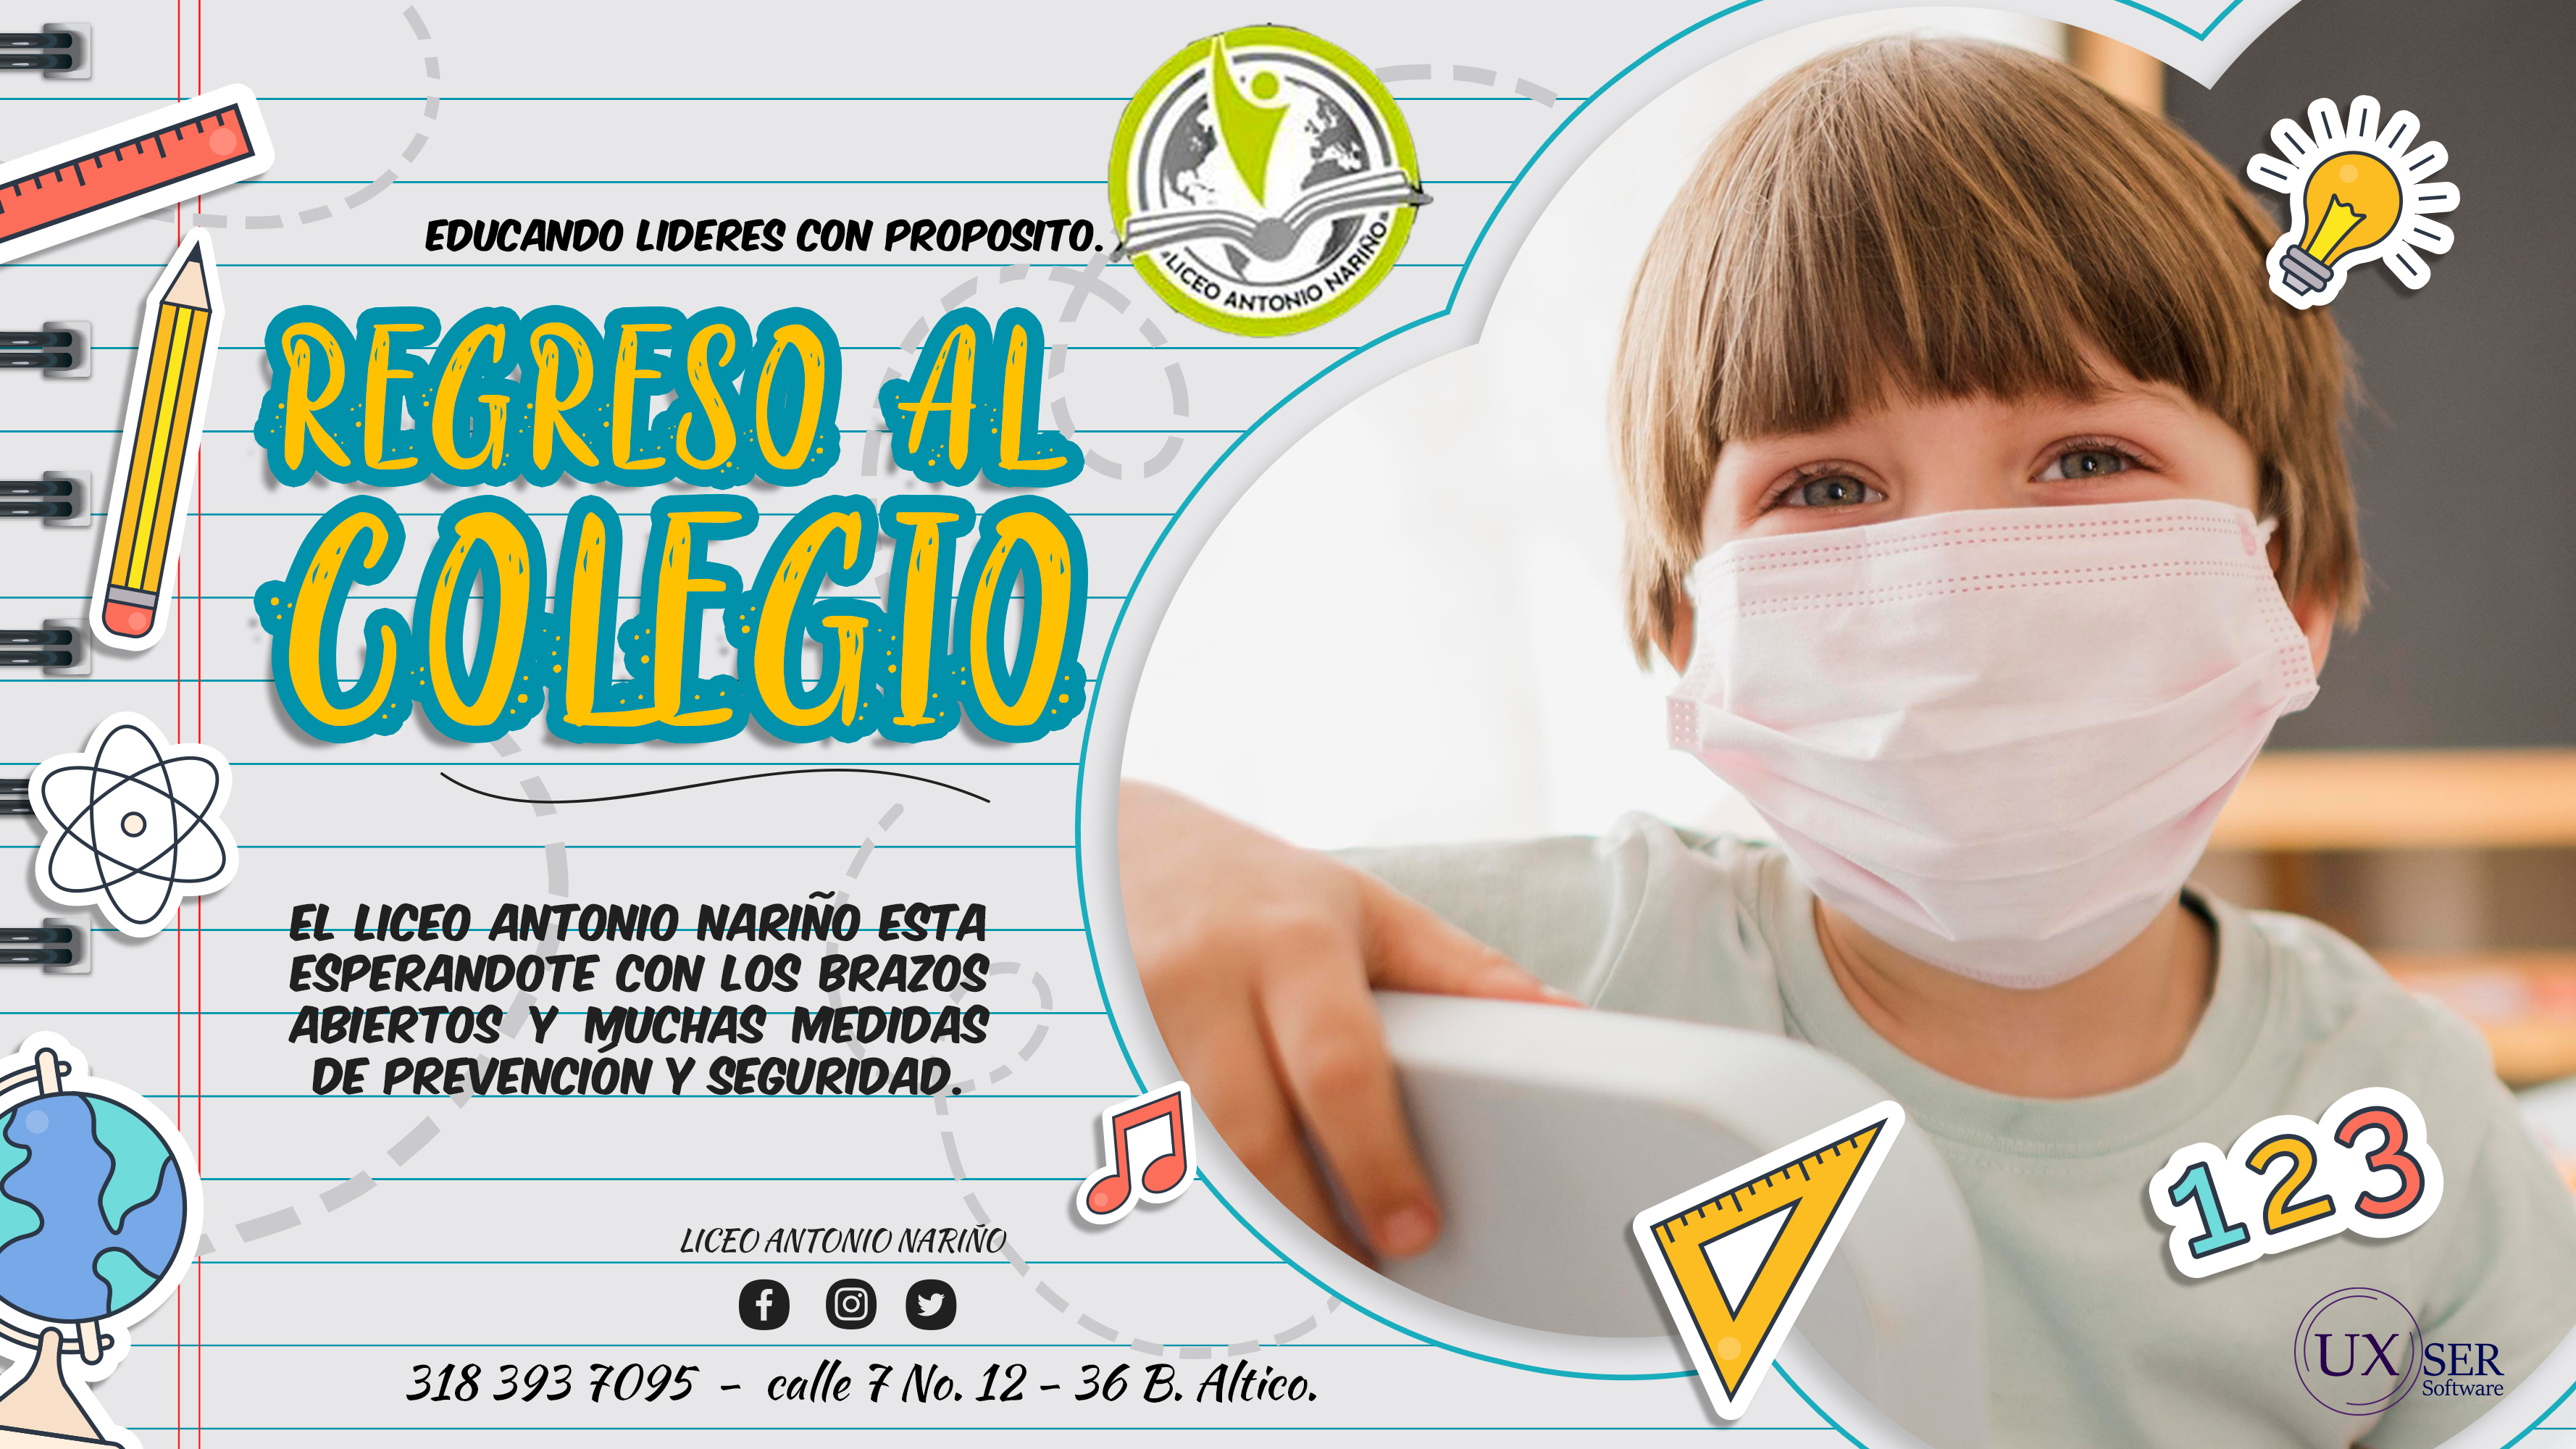 EDUCANDO LIDERES CON PROPOSITO.
LICEO ANTONIO NARIÑO
REGRESO AL
COLEGIO
EL LICEO ANTONIO NARIÑO ESTA
ESPERANDOTE CON LOS BRAZOS
ABIERTOS Y MUCHAS MEDIDAS
DE PREVENCIÓN Y SEGURIDAD.
LICEO ANTONIO NARIÑO
318 393 7095 - calle 7 No. 12 - 36 B. Altico.
123
UX SER
Software